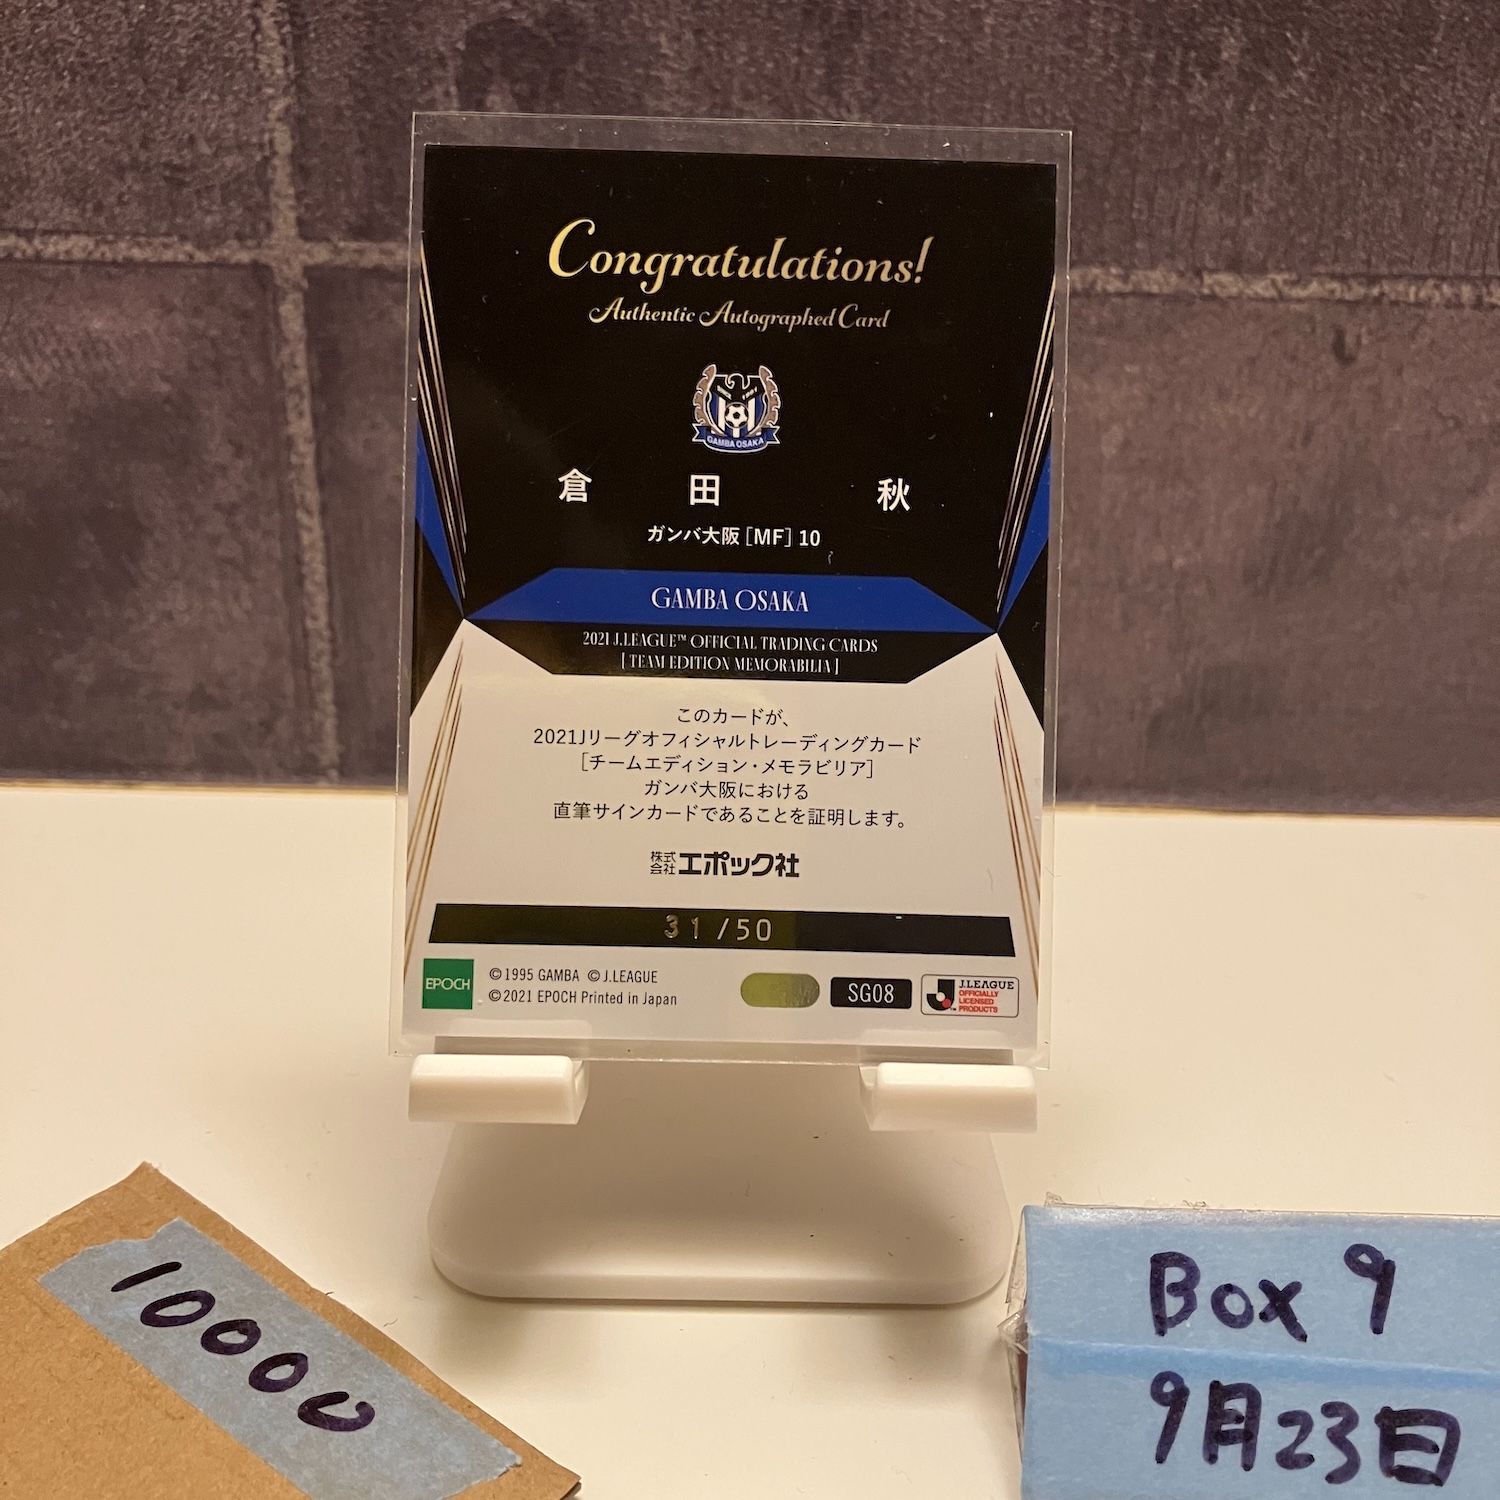 Congratulations!
Authentic Autographed Card
GAMBA OSAKA
倉 田 秋
ガンバ大阪 [MF] 10
GAMBA OSAKA
2021 J.LEAGUE™ OFFICIAL TRADING CARDS
[ TEAM EDITION MEMORABILIA ]
このカードが、
2021Jリーグオフィシャルトレーディングカード
[チームエディション・メモラビリア]
ガンバ大阪における
直筆サインカードであることを証明します。
株式会社 エポック社
31/50
EPOCH
©1995 GAMBA ©J.LEAGUE
©2021 EPOCH Printed in Japan
SG08
J.LEAGUE
OFFICIALLY
LICENSED
PRODUCTS
10000
Box 9
9月23日